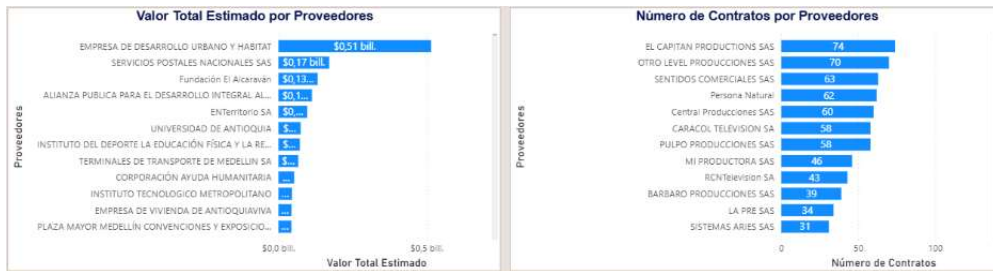 Valor Total Estimado por Proveedores
Proveedores
EMPRESA DE DESARROLLO URBANO Y HABITAT $0,51 bill.
SERVICIOS POSTALES NACIONALES SAS $0,17 bill.
Fundación El Alcaraván $0,13...
ALIANZA PUBLICA PARA EL DESARROLLO INTEGRAL AL... $0,1...
ENTerritorio SA $0,...
UNIVERSIDAD DE ANTIOQUIA $...
INSTITUTO DEL DEPORTE LA EDUCACIÓN FÍSICA Y LA RE... $...
TERMINALES DE TRANSPORTE DE MEDELLIN SA $...
CORPORACIÓN AYUDA HUMANITARIA ...
INSTITUTO TECNOLOGICO METROPOLITANO ...
EMPRESA DE VIVIENDA DE ANTIOQUIAVIVA ...
PLAZA MAYOR MEDELLÍN CONVENCIONES Y EXPOSICIO... ...
$0,0 bill. $0,5 bill.
Valor Total Estimado
Número de Contratos por Proveedores
Proveedores
EL CAPITAN PRODUCTIONS SAS 74
OTRO LEVEL PRODUCCIONES SAS 70
SENTIDOS COMERCIALES SAS 63
Persona Natural 62
Central Producciones SAS 60
CARACOL TELEVISION SA 58
PULPO PRODUCCIONES SAS 58
MI PRODUCTORA SAS 46
RCNTelevision SA 43
BARBARO PRODUCCIONES SAS 39
LA PRE SAS 34
SISTEMAS ARIES SAS 31
0 50 100
Número de Contratos